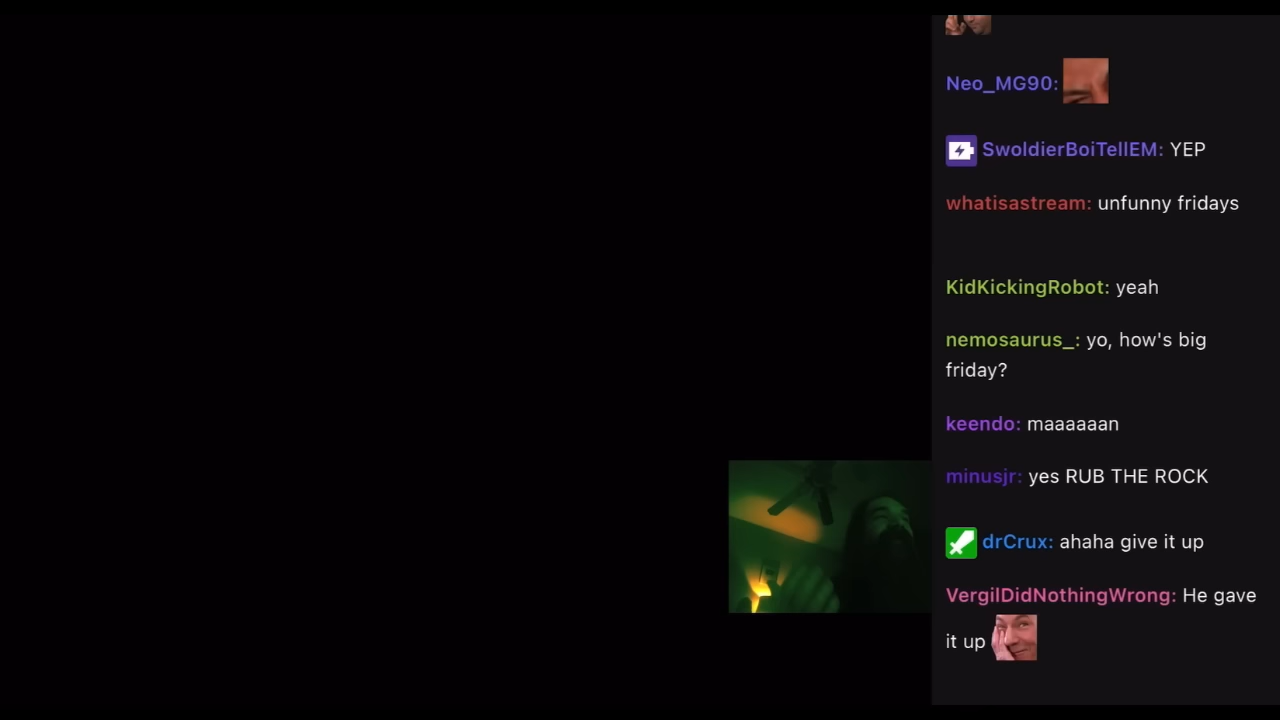 Neo_MG90:
SwoldierBoiTellEM: YEP
whatisastream: unfunny fridays
KidKickingRobot: yeah
nemosaurus_: yo, how's big
friday?
keendo: maaaaaan
minusjr: yes RUB THE ROCK
drCrux: ahaha give it up
VergilDidNothingWrong: He gave
it up